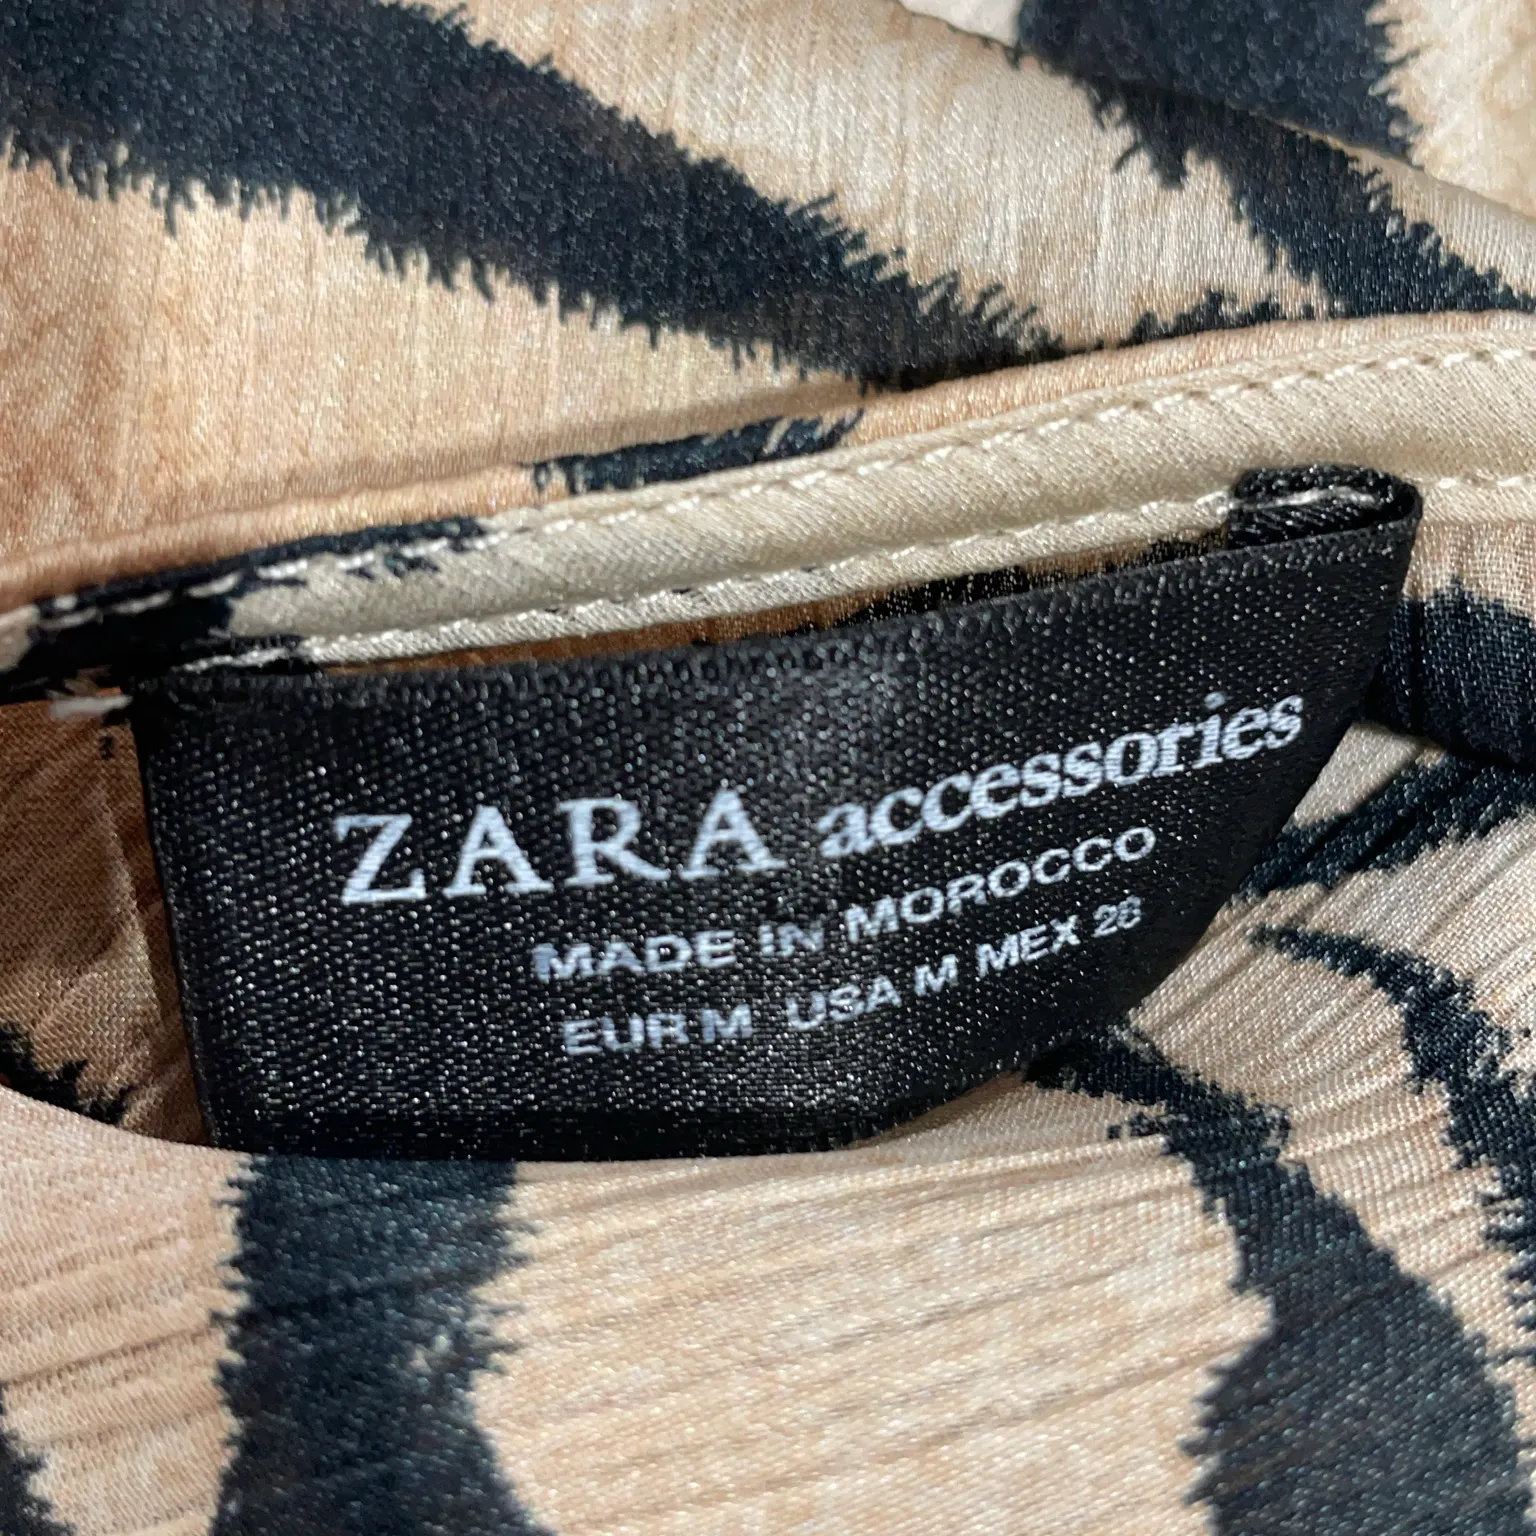 ZARA accessories
MADE IN MOROCCO
EUR M USA M MEX 28